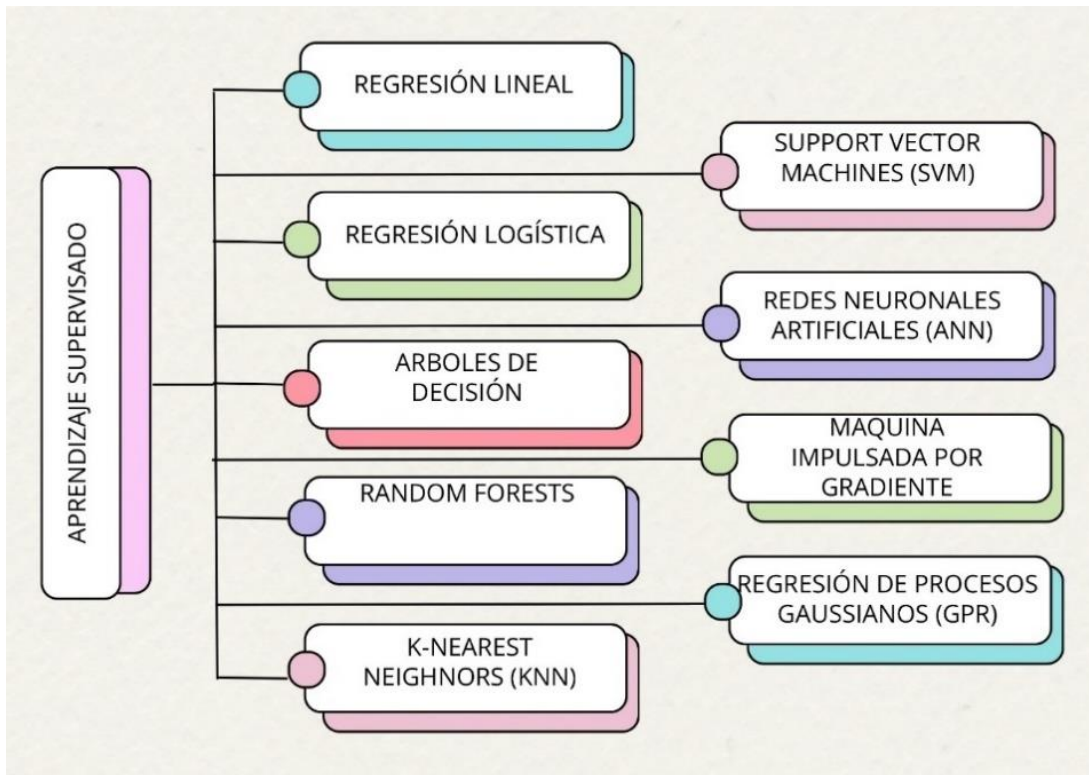 APRENDIZAJE SUPERVISADO
REGRESIÓN LINEAL
SUPPORT VECTOR
MACHINES (SVM)
REGRESIÓN LOGÍSTICA
REDES NEURONALES
ARTIFICIALES (ANN)
ARBOLES DE
DECISIÓN
MAQUINA
IMPULSADA POR
GRADIENTE
RANDOM FORESTS
REGRESIÓN DE PROCESOS
GAUSSIANOS (GPR)
K-NEAREST
NEIGHNORS (KNN)